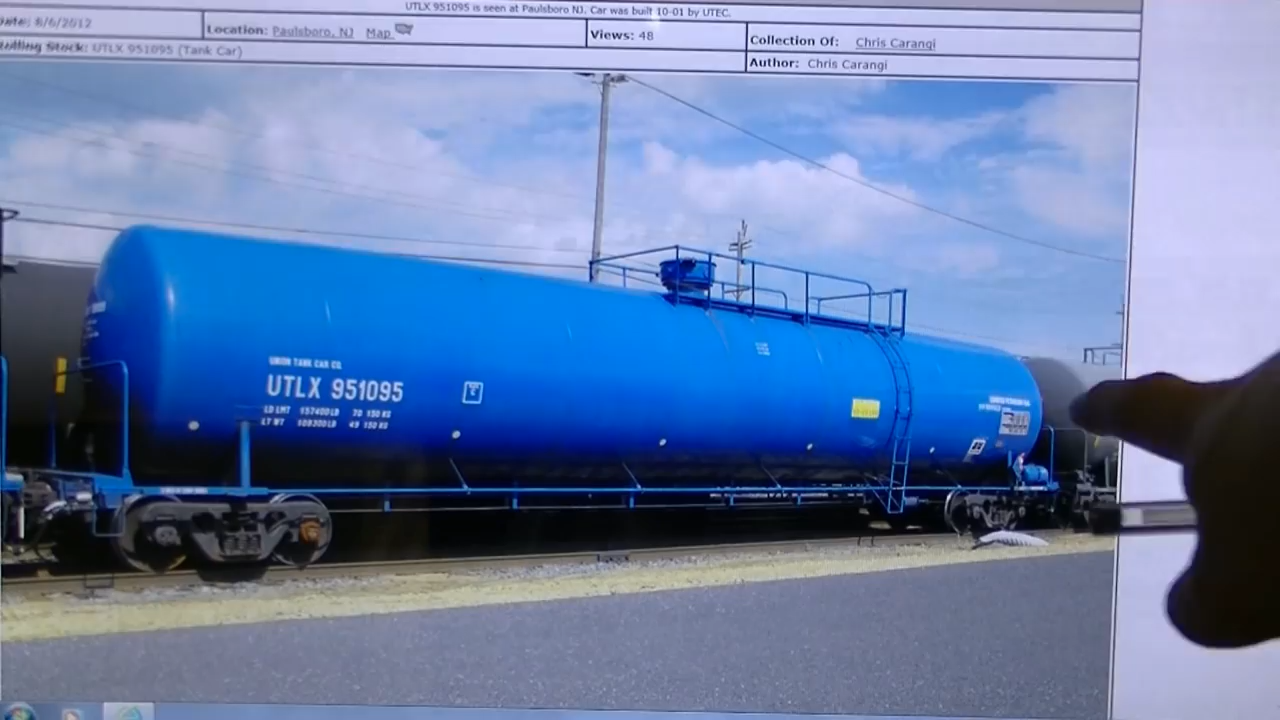 UTLX 951095 is seen at Paulsboro NJ. Car was built 10-01 by UTEC.
Date: 8/6/2012
Location: Paulsboro, NJ Map
Views: 48
Collection Of: Chris Carangi
Rolling Stock: UTLX 951095 (Tank Car)
Author: Chris Carangi
UNION TANK CAR CO.
UTLX 951095
LD LMT 157400 LB 70 130 KG
LT WT 108300 LB 49 130 KG